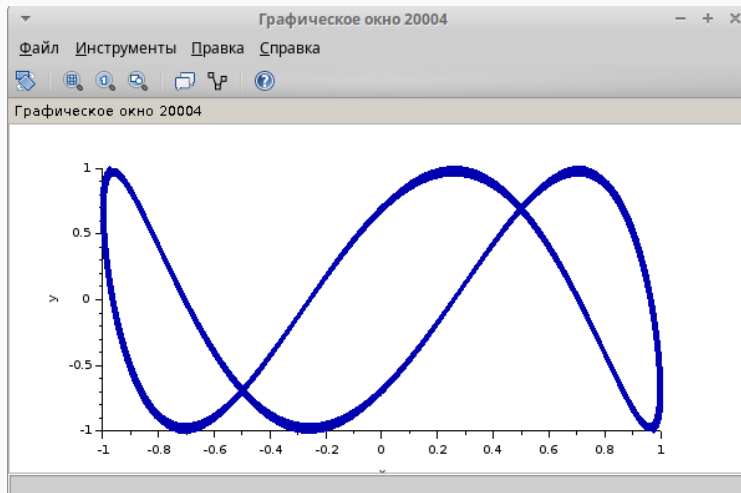 Графическое окно 20004
Файл Инструменты Правка Справка
Графическое окно 20004
1
0.5
0
-0.5
-1
y
-1 -0.8 -0.6 -0.4 -0.2 0 0.2 0.4 0.6 0.8 1